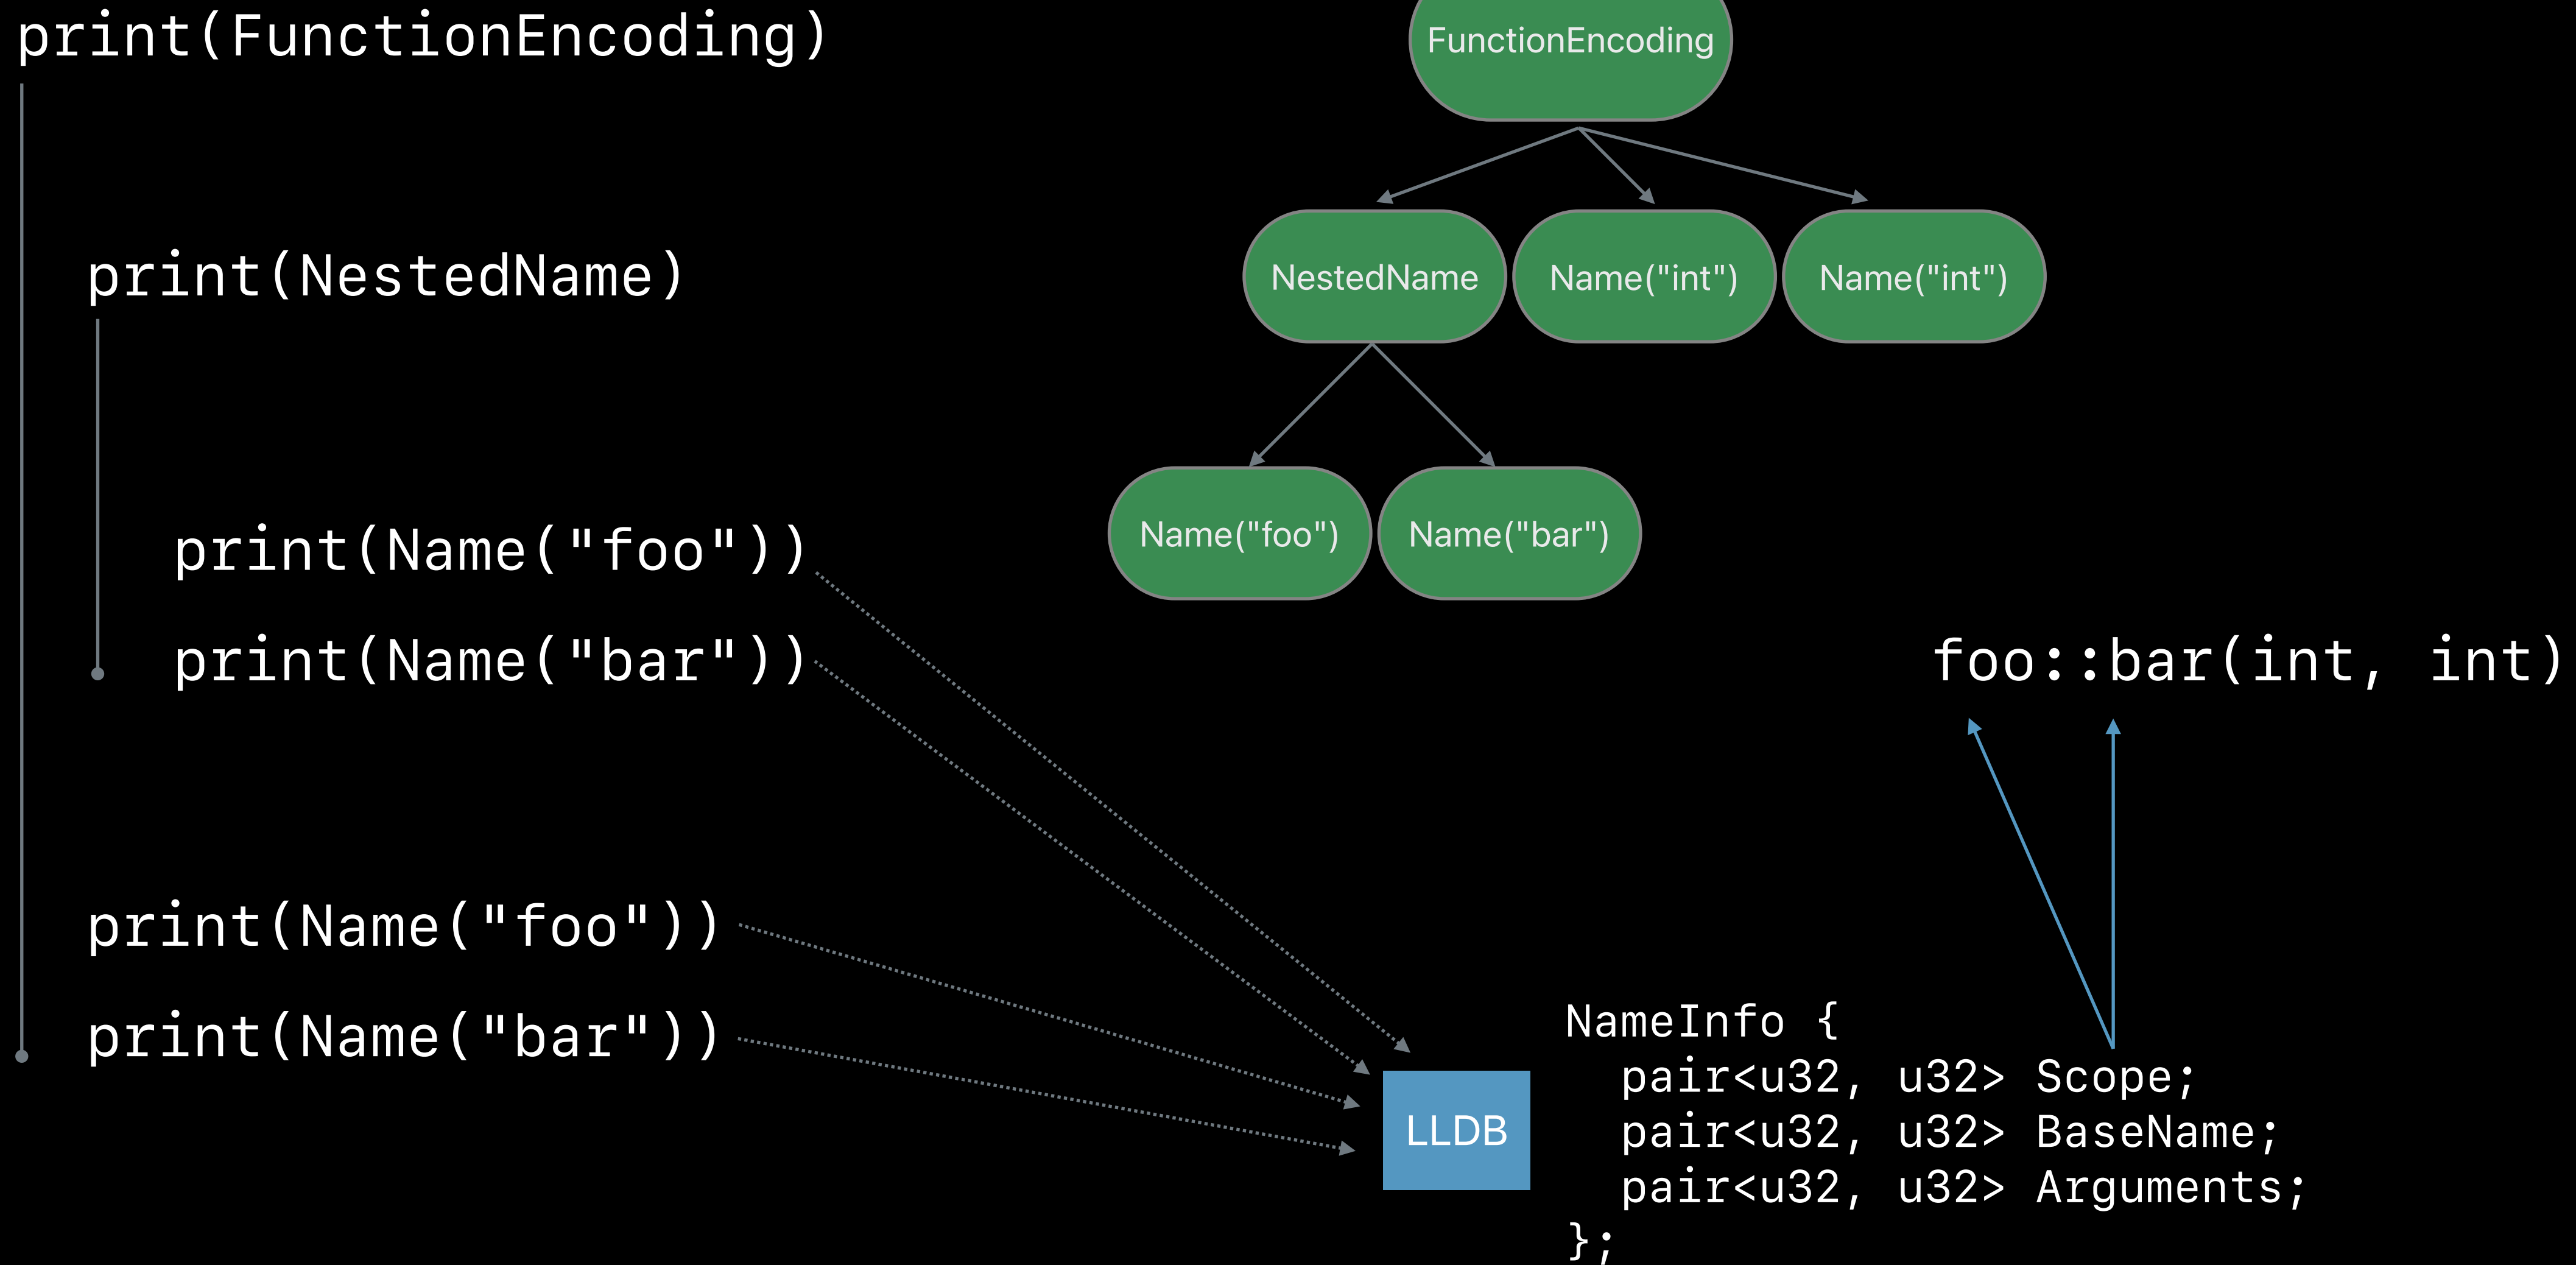 print(FunctionEncoding)
print(NestedName)
print(Name("foo"))
print(Name("bar"))
print(Name("foo"))
print(Name("bar"))
FunctionEncoding
NestedName
Name("int")
Name("int")
Name("foo")
Name("bar")
foo::bar(int, int)
LLDB
NameInfo {
  pair<u32, u32> Scope;
  pair<u32, u32> BaseName;
  pair<u32, u32> Arguments;
};